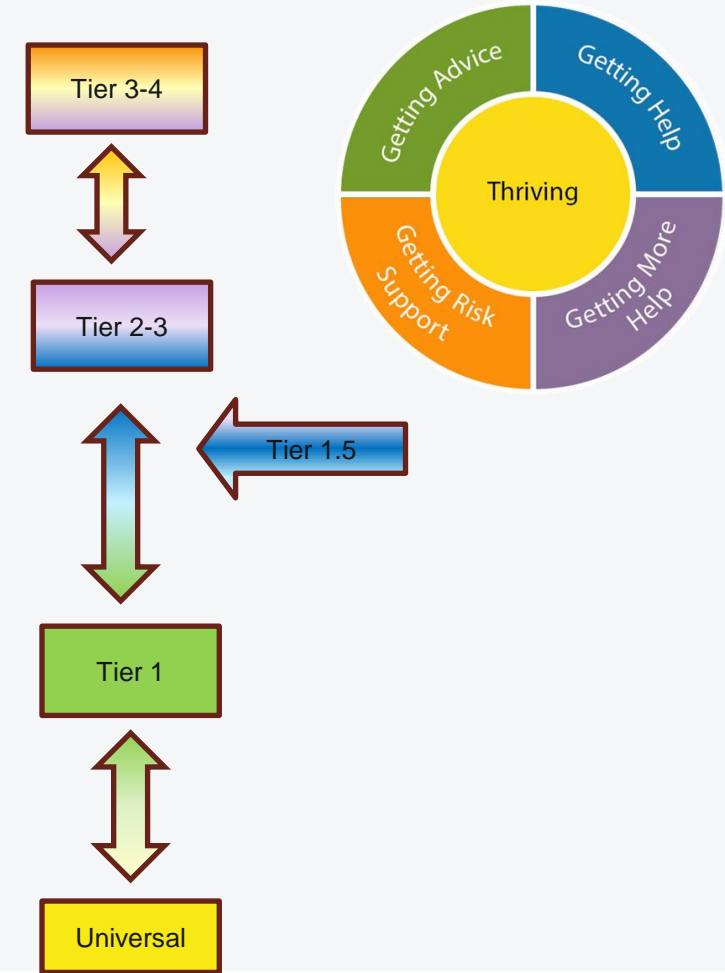 Tier 3-4
Tier 2-3
Tier 1.5
Tier 1
Universal
Getting Advice
Getting Help
Thriving
Getting Risk
Support
Getting More
Help